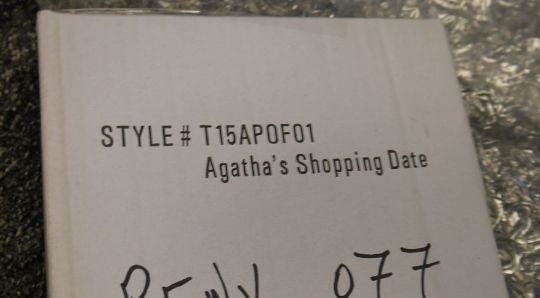 STYLE # T15APOF01
Agatha's Shopping Date
077